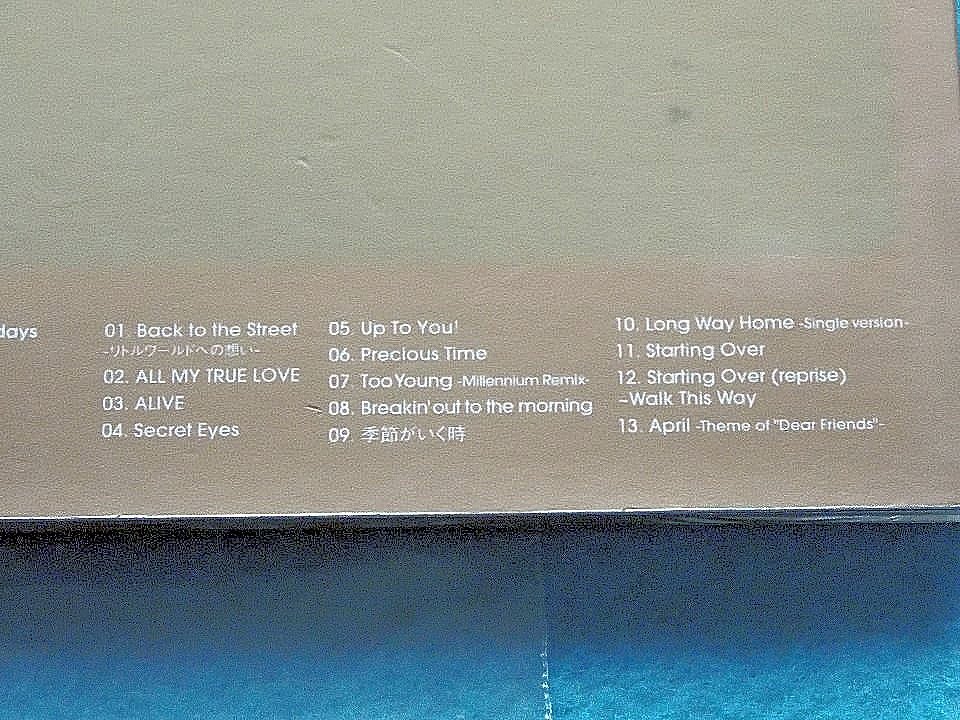 days
01. Back to the Street
-リトルワールドへの想い-
02. ALL MY TRUE LOVE
03. ALIVE
04. Secret Eyes
05. Up To You!
06. Precious Time
07. Too Young -Millennium Remix-
08. Breakin' out to the morning
09. 季節がいく時
10. Long Way Home -Single version-
11. Starting Over
12. Starting Over (reprise)
–Walk This Way
13. April -Theme of "Dear Friends"-